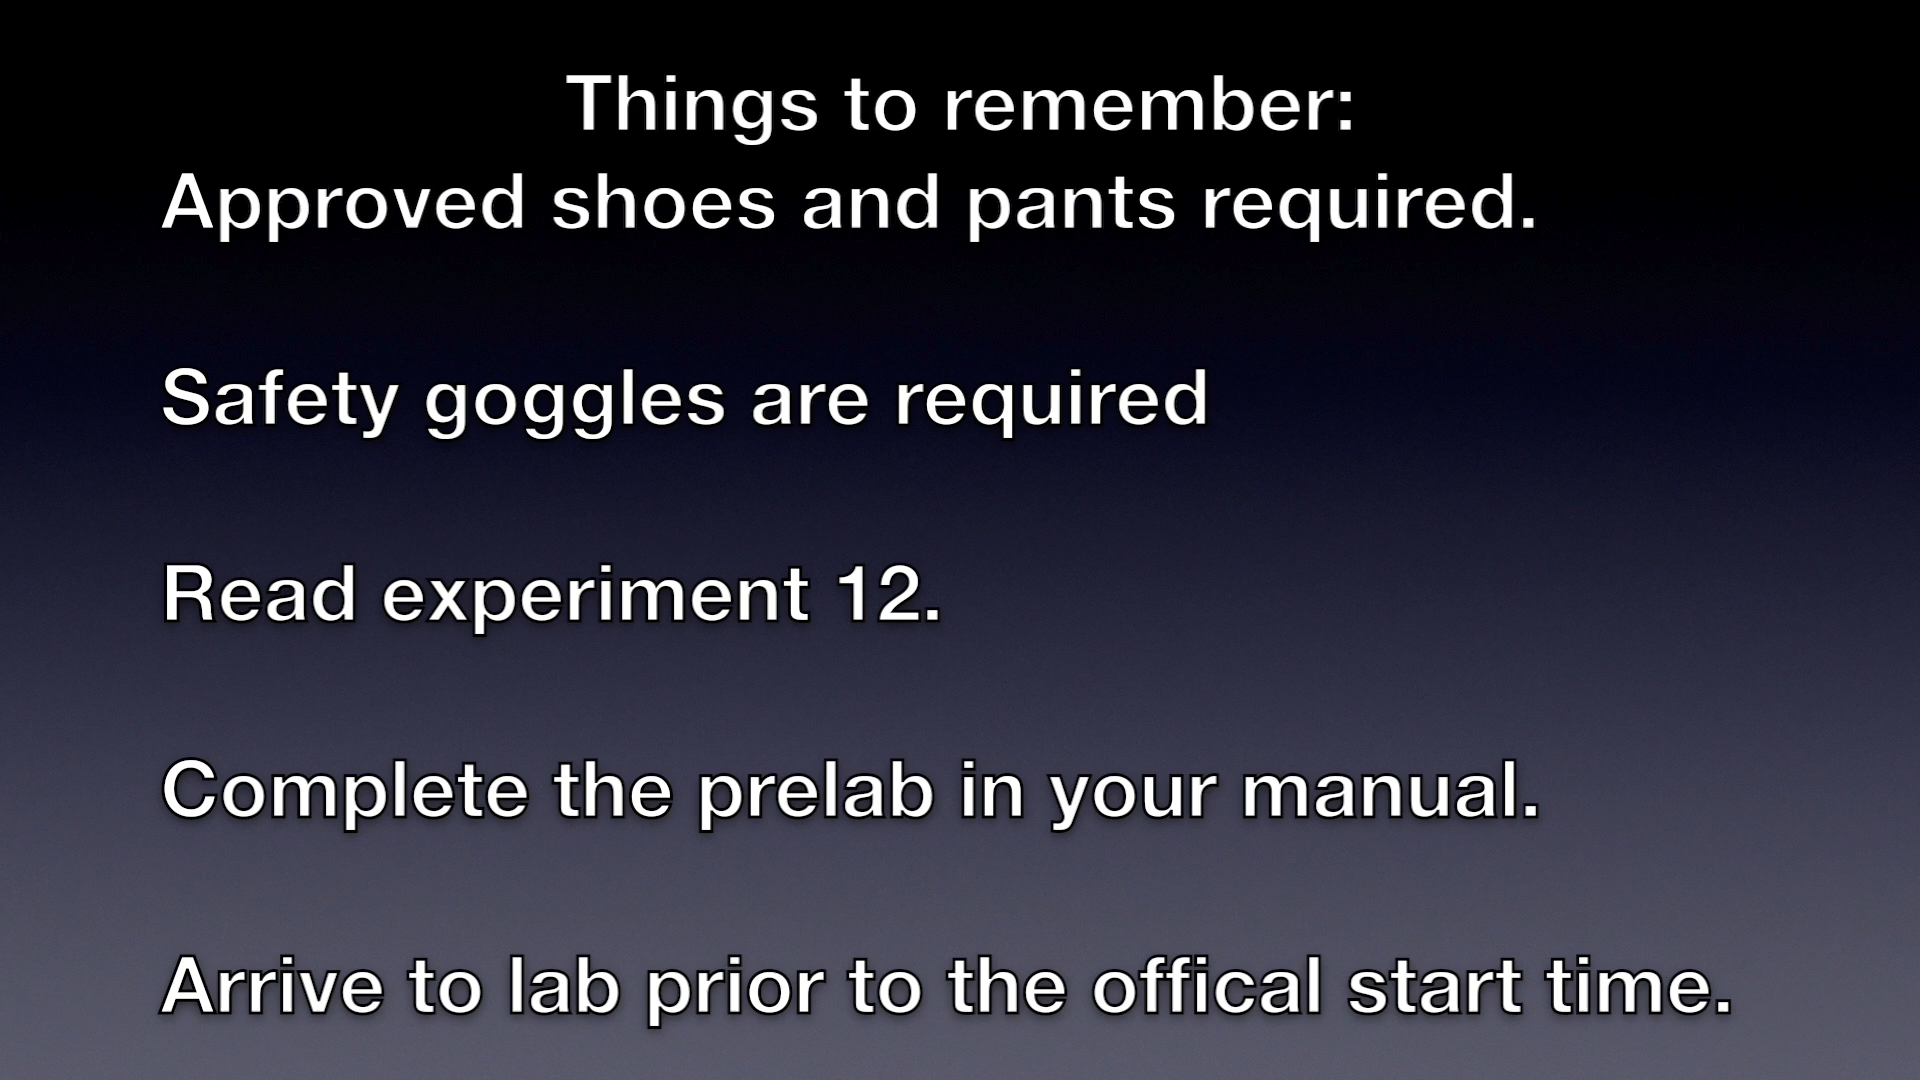 Things to remember:
Approved shoes and pants required.
Safety goggles are required
Read experiment 12.
Complete the prelab in your manual.
Arrive to lab prior to the offical start time.